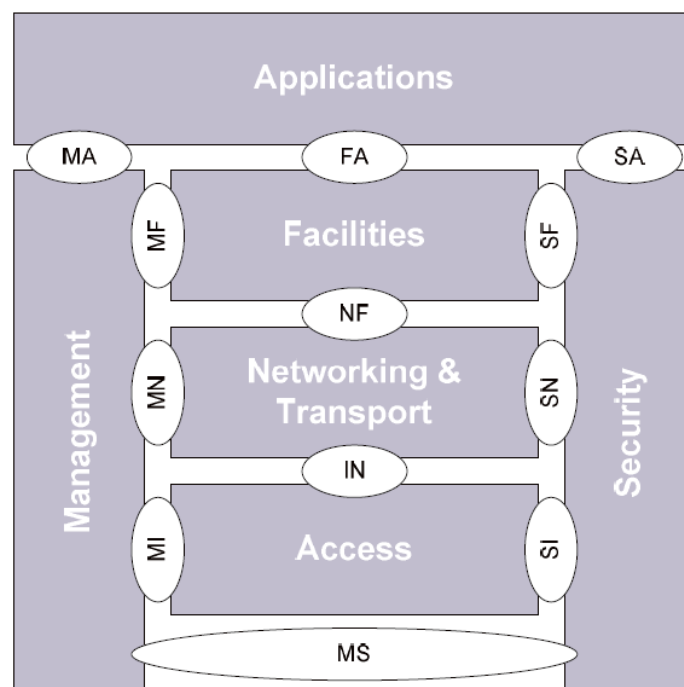 Applications
MA
FA
SA
MF
Facilities
SF
NF
Management
MN
Networking &
Transport
SN
Security
IN
MI
Access
SI
MS